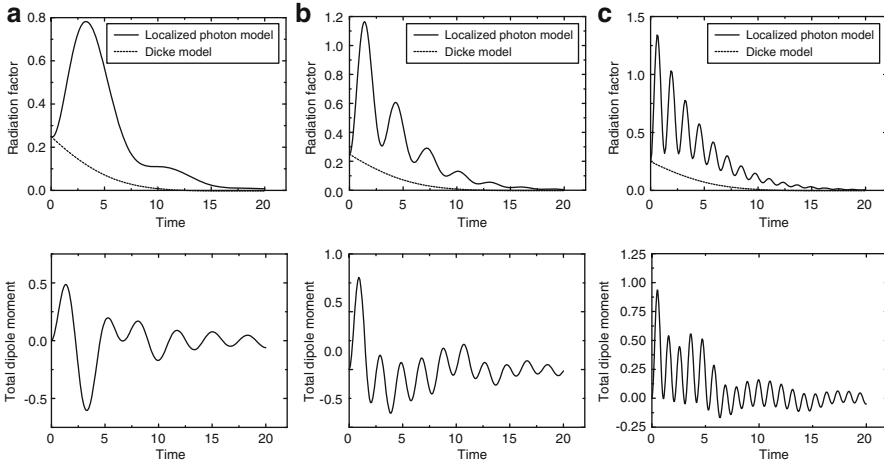 a
Radiation factor
0.8
0.6
0.4
0.2
0.0
Localized photon model
Dicke model
0 5 10 15 20
Time
b
Radiation factor
1.2
1.0
0.8
0.6
0.4
0.2
0.0
Localized photon model
Dicke model
0 5 10 15 20
Time
c
Radiation factor
1.5
1.0
0.5
0.0
Localized photon model
Dicke model
0 5 10 15 20
Time
Total dipole moment
0.5
0.0
-0.5
0 5 10 15 20
Time
Total dipole moment
1.0
0.5
0.0
-0.5
0 5 10 15 20
Time
Total dipole moment
1.25
1.00
0.75
0.50
0.25
0.00
-0.25
0 5 10 15 20
Time